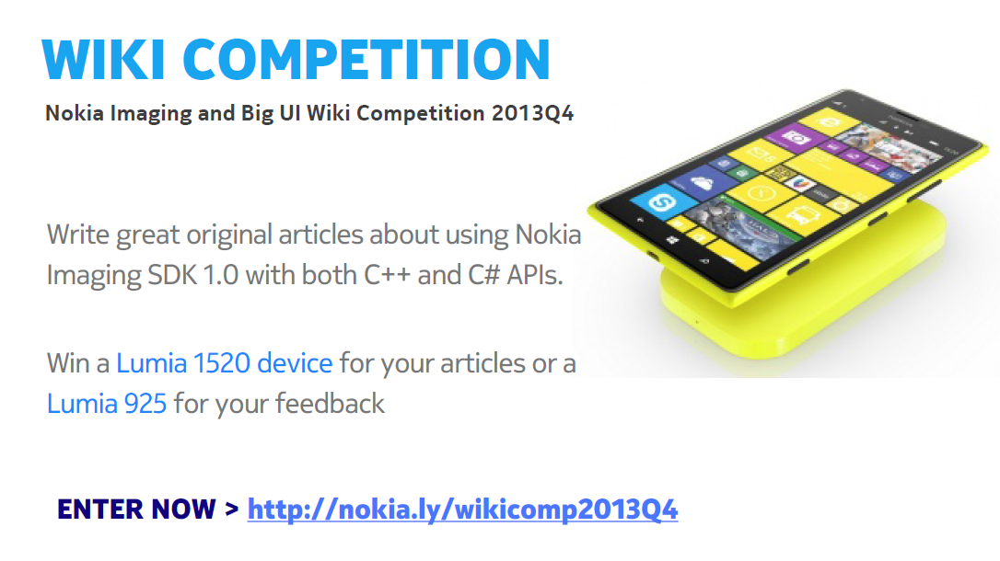 WIKI COMPETITION
Nokia Imaging and Big UI Wiki Competition 2013Q4
Write great original articles about using Nokia
Imaging SDK 1.0 with both C++ and C# APIs.
Win a Lumia 1520 device for your articles or a
Lumia 925 for your feedback
ENTER NOW > http://nokia.ly/wikicomp2013Q4